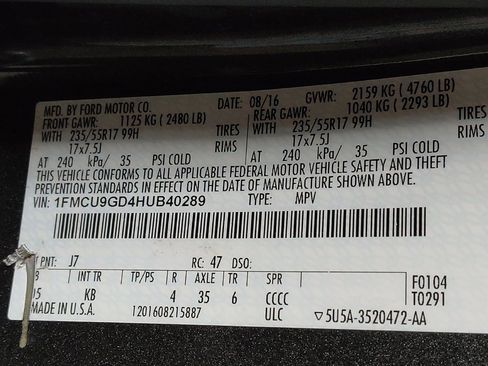 MFD. BY FORD MOTOR CO. DATE: 08/16 GVWR: 2159 KG (4760 LB)
FRONT GAWR: 1125 KG (2480 LB) REAR GAWR: 1040 KG (2293 LB)
WITH 235/55R17 99H TIRES WITH 235/55R17 99H TIRES
17x7.5J RIMS 17x7.5J RIMS
AT 240 kPa/ 35 PSI COLD AT 240 kPa/ 35 PSI COLD
THIS VEHICLE CONFORMS TO ALL APPLICABLE FEDERAL MOTOR VEHICLE SAFETY AND THEFT
PREVENTION STANDARDS IN EFFECT ON THE DATE OF MANUFACTURE SHOWN ABOVE.
VIN: 1FMCU9GD4HUB40289 TYPE: MPV
PNT: J7 RC: 47 DSO:
INT TR TP/PS R AXLE TR SPR F0104
KB 4 35 6 CCCC T0291
MADE IN U.S.A. 1201608215887 ULC ▽5U5A-3520472-AA